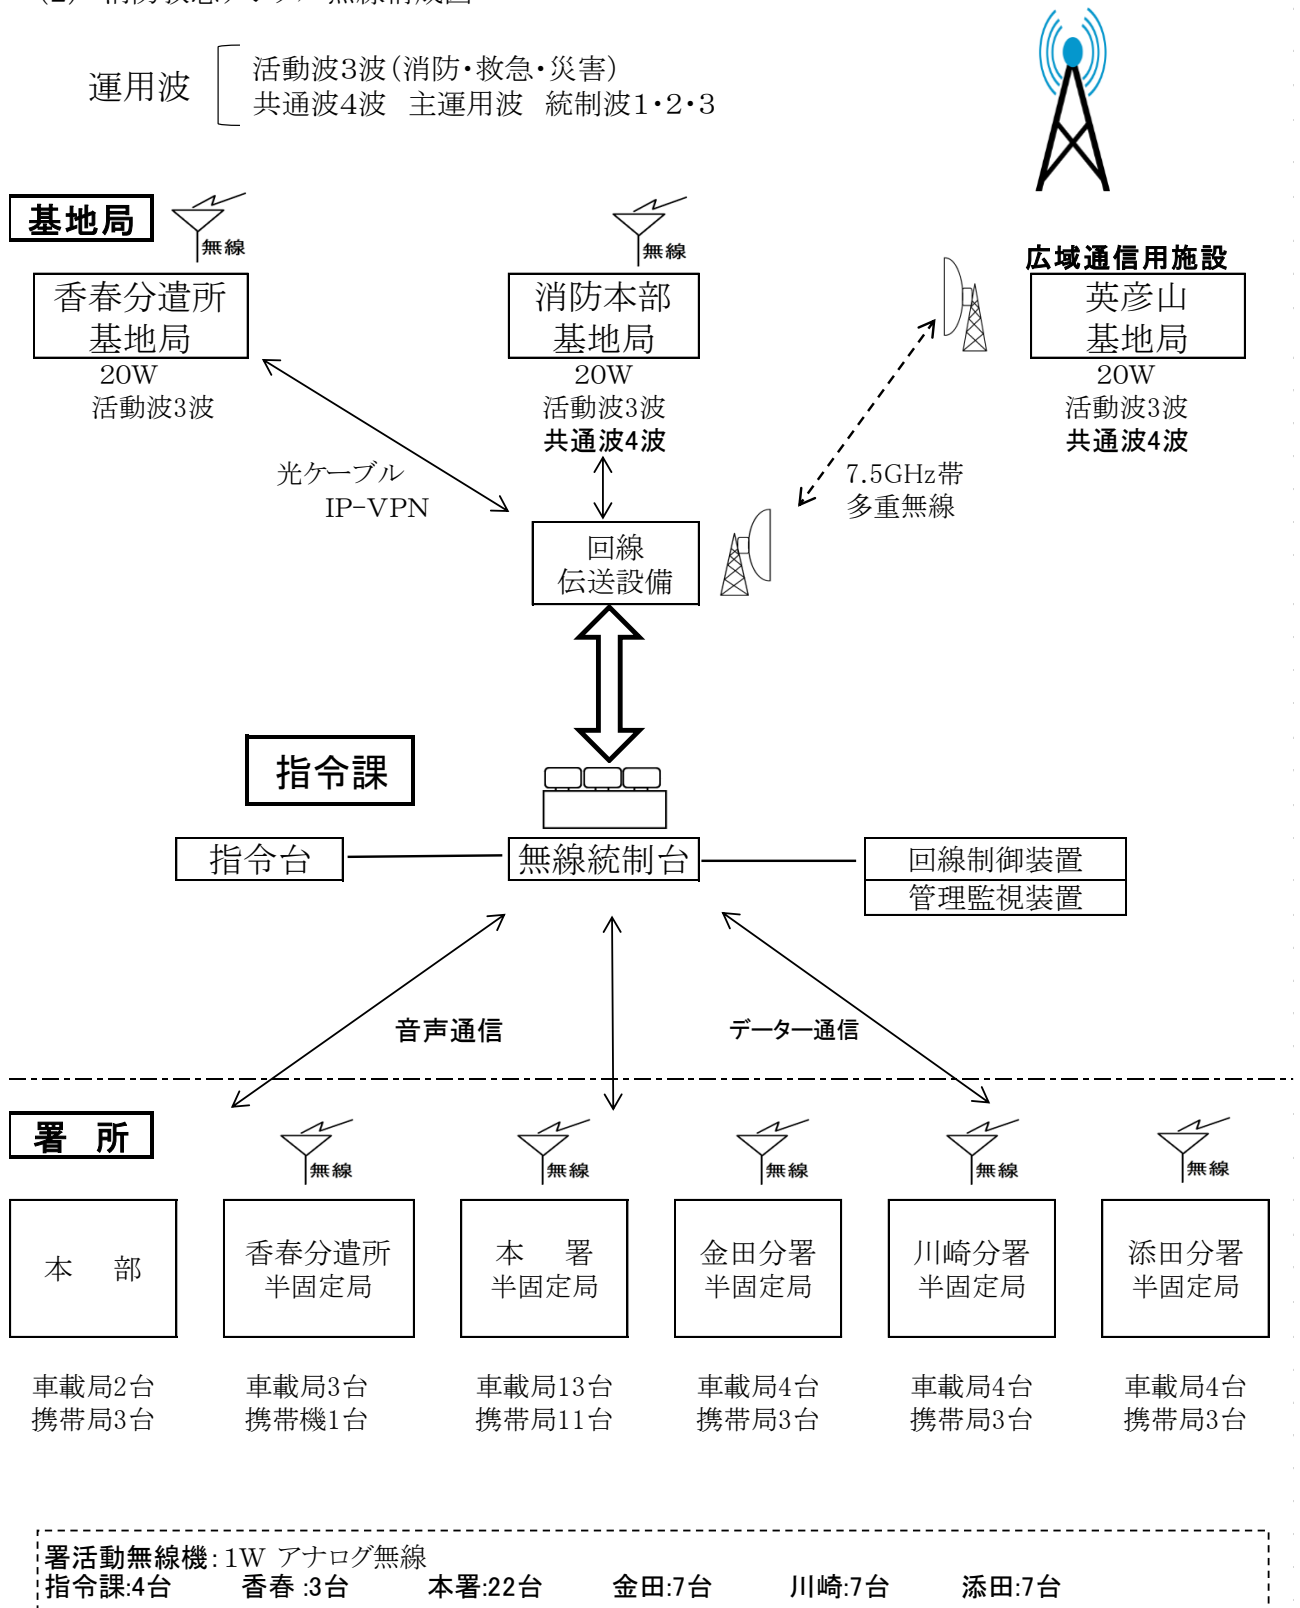 運用波
活動波3波(消防・救急・災害)
共通波4波 主運用波 統制波1・2・3
基地局
無線
無線
広域通信用施設
香春分遣所
基地局
消防本部
基地局
英彦山
基地局
20W
活動波3波
20W
活動波3波
共通波4波
20W
活動波3波
共通波4波
光ケーブル
IP-VPN
7.5GHz帯
多重無線
回線
伝送設備
指令課
指令台
無線統制台
回線制御装置
管理監視装置
音声通信
データー通信
署 所
無線
無線
無線
無線
無線
本 部
香春分遣所
半固定局
本 署
半固定局
金田分署
半固定局
川崎分署
半固定局
添田分署
半固定局
車載局2台
携帯局3台
車載局3台
携帯機1台
車載局13台
携帯局11台
車載局4台
携帯局3台
車載局4台
携帯局3台
車載局4台
携帯局3台
署活動無線機:1W アナログ無線
指令課:4台 香春:3台 本署:22台 金田:7台 川崎:7台 添田:7台